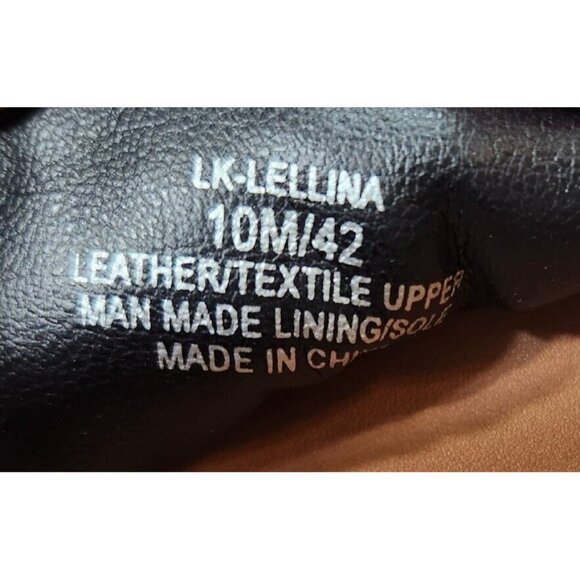 LK-LELLINA
10M/42
LEATHER/TEXTILE UPPER
MAN MADE LINING/SOLE
MADE IN